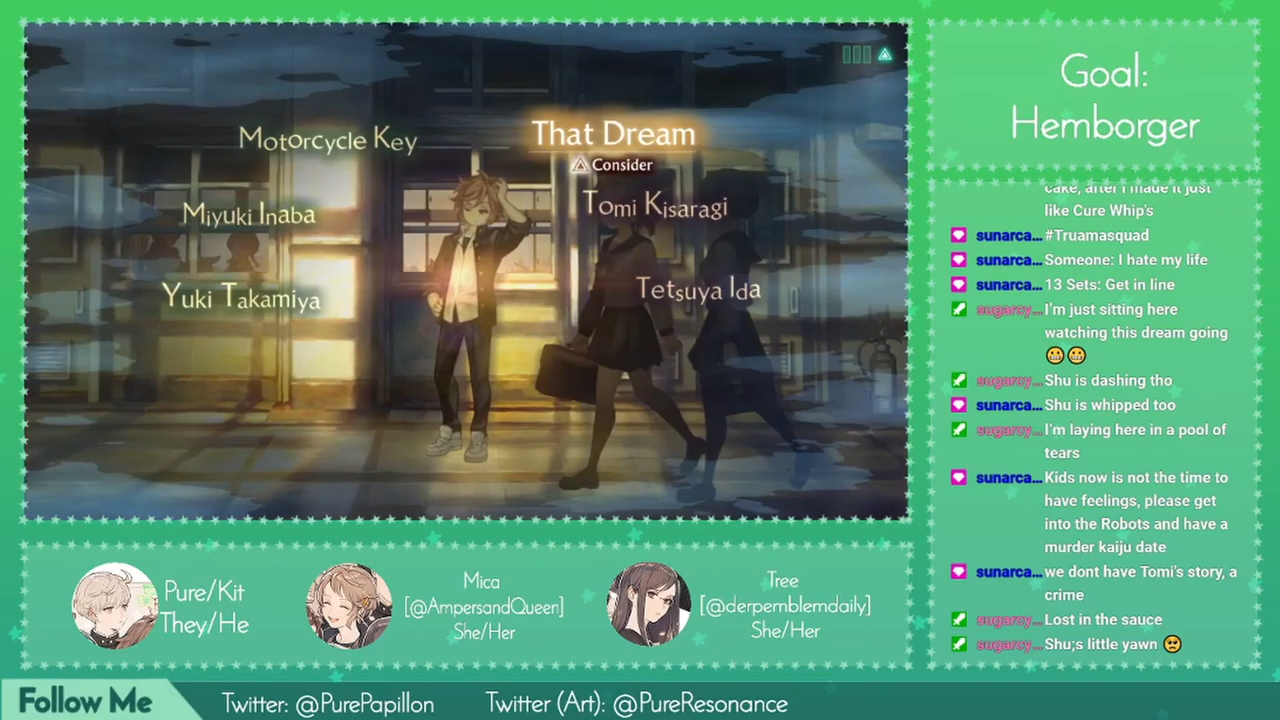 Motorcycle Key
That Dream
Consider
Miyuki Inaba
Tomi Kisaragi
Yuki Takamiya
Tetsuya Ida
Goal:
Hemborger
cake, after I made it just
like Cure Whip's
sunarca... #Truamasquad
sunarca... Someone: I hate my life
sunarca... 13 Sets: Get in line
sugarcy... I'm just sitting here
watching this dream going
😬😬
sugarcy... Shu is dashing tho
sunarca... Shu is whipped too
sugarcy... I'm laying here in a pool of
tears
sunarca... Kids now is not the time to
have feelings, please get
into the Robots and have a
murder kaiju date
sunarca... we dont have Tomi's story, a
crime
sugarcy... Lost in the sauce
sugarcy... Shu;s little yawn 🥺
Pure/Kit
They/He
Mica
[@AmpersandQueen]
She/Her
Tree
[@derpemblemdaily]
She/Her
Follow Me
Twitter: @PurePapillon
Twitter (Art): @PureResonance